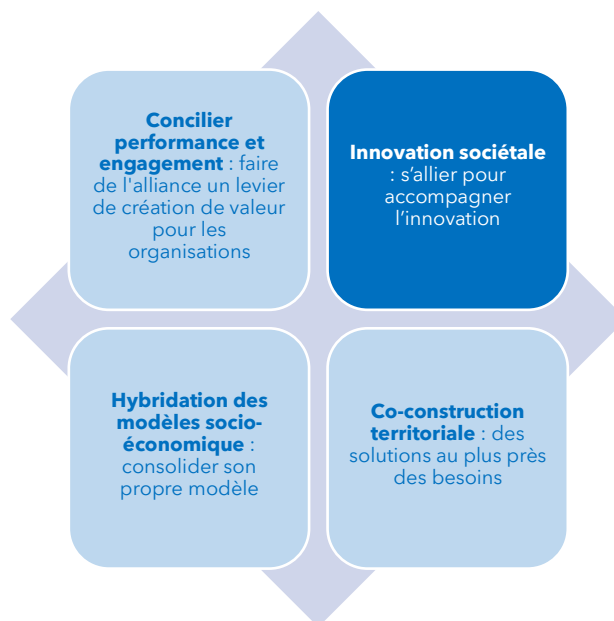 Concilier
performance et
engagement : faire
de l'alliance un levier
de création de valeur
pour les
organisations
Innovation sociétale
: s’allier pour
accompagner
l’innovation
Hybridation des
modèles socio-
économique :
consolider son
propre modèle
Co-construction
territoriale : des
solutions au plus près
des besoins